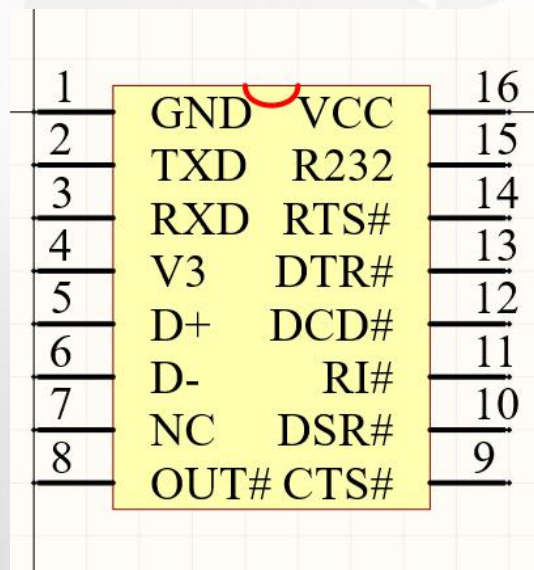 1 GND VCC 16
2 TXD R232 15
3 RXD RTS# 14
4 V3 DTR# 13
5 D+ DCD# 12
6 D- RI# 11
7 NC DSR# 10
8 OUT# CTS# 9